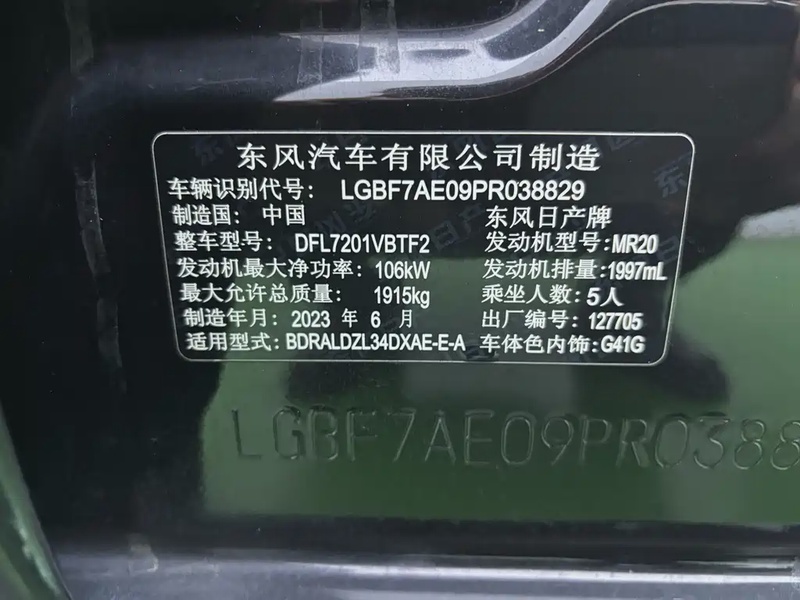 东风汽车有限公司制造
车辆识别代号: LGBF7AE09PR038829
制造国: 中国 东风日产牌
整车型号: DFL7201VBTF2 发动机型号:MR20
发动机最大净功率: 106kW 发动机排量:1997mL
最大允许总质量: 1915kg 乘坐人数:5人
制造年月: 2023 年 6 月 出厂编号:127705
适用型式:BDRALDZL34DXAE-E-A 车体色内饰:G41G
LGBF7AE09PR0388